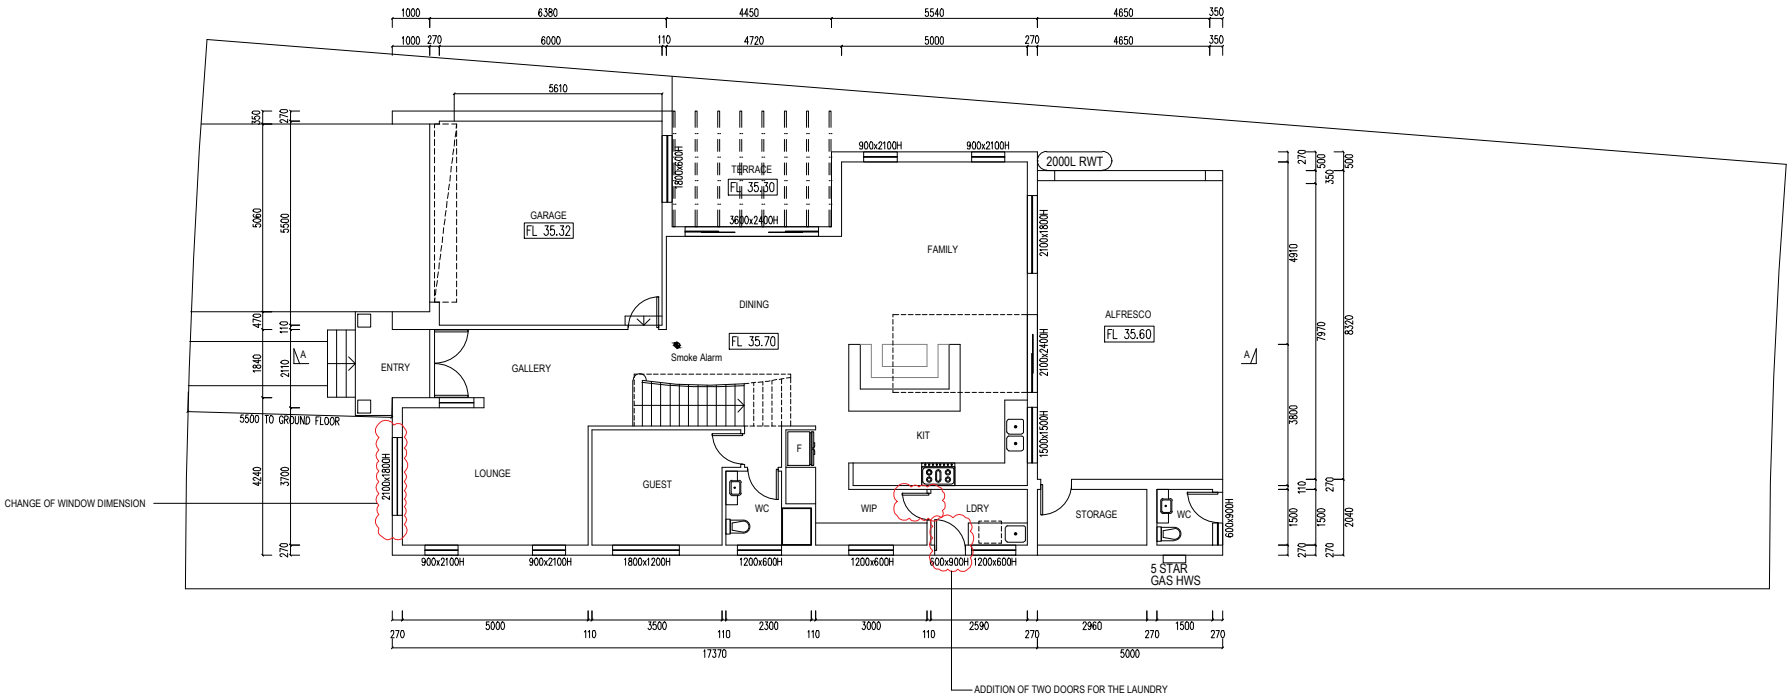 1000 6380 4450 5540 4650 350
1000 270 6000 110 4720 5000 270 4650 350
5610
350 270
900x2100H 900x2100H
2000L RWT
270 500 500
350
1800x600H
TERRACE
FL 35.30
3600x2400H
GARAGE
FL 35.32
5060 5500
FAMILY
2100x1800H
4910
DINING
FL 35.70
ALFRESCO
FL 35.60
7970 8320
470 110
Smoke Alarm
A
A
1840 2110
ENTRY
GALLERY
2100x2400H
5500 TO GROUND FLOOR
3800
KIT
1500x1500H
F
4240 3700
2100x1800H
LOUNGE
GUEST
CHANGE OF WINDOW DIMENSION
WC
WIP
LDRY
STORAGE
WC
600x900H
110 270
1500 1500 2040
270
270 270 270
900x2100H 900x2100H 1800x1200H 1200x600H 1200x600H 600x900H 1200x600H
5 STAR
GAS HWS
5000 3500 2300 3000 2590 2960 1500
270 110 110 110 110 270 270 270
17370 5000
ADDITION OF TWO DOORS FOR THE LAUNDRY